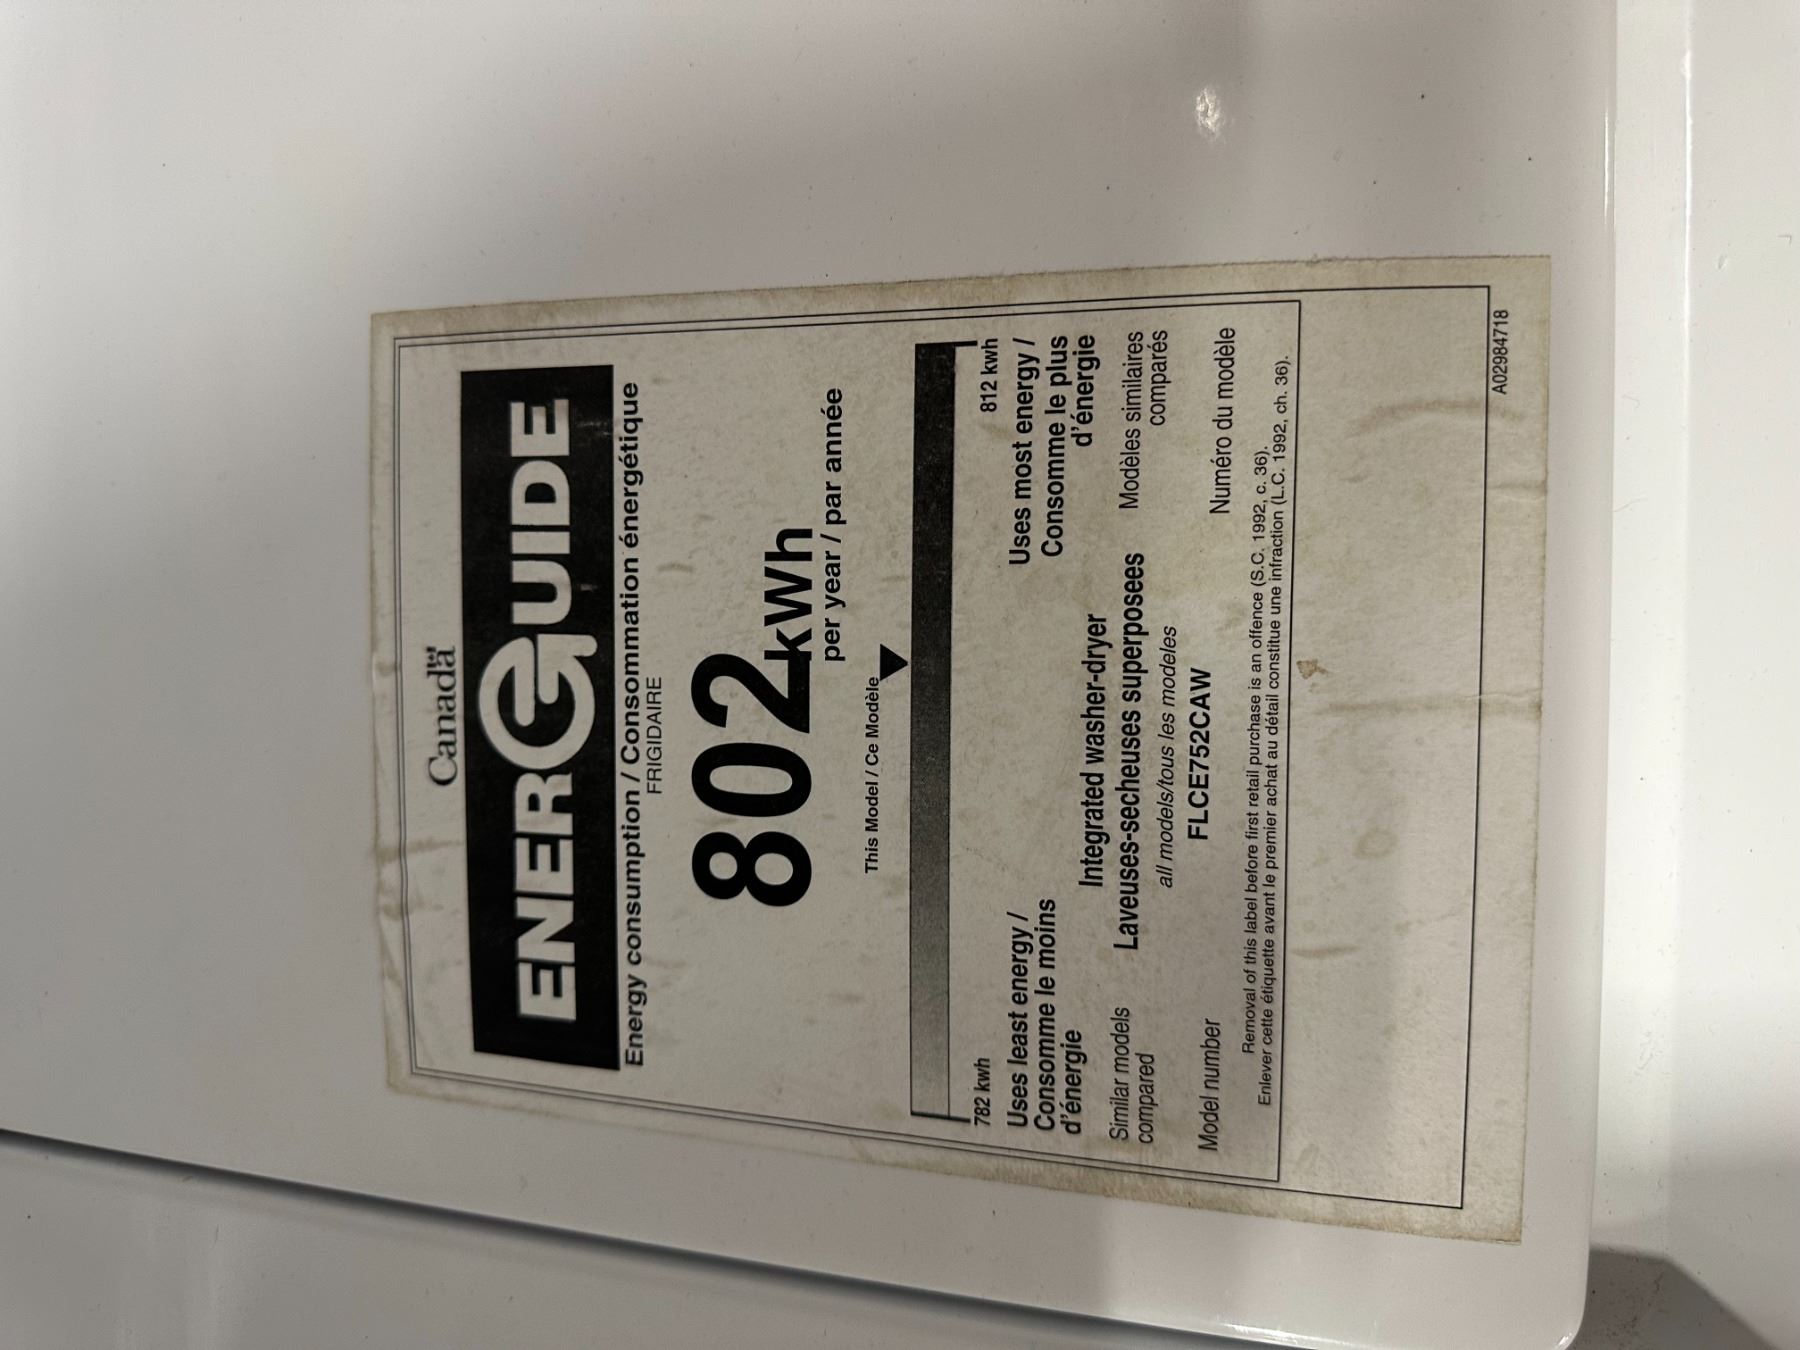 Canada
ENERGUIDE
Energy consumption / Consommation énergétique
FRIGIDAIRE
802 kWh
per year / par année
This Model / Ce Modèle
782 kwh
812 kwh
Uses least energy /
Consomme le moins
d'énergie
Uses most energy /
Consomme le plus
d'énergie
Similar models
compared
Integrated washer-dryer
Laveuses-secheuses superposees
all models/tous les modeles
Modèles similaires
comparés
Model number
FLCE752CAW
Numéro du modèle
Removal of this label before first retail purchase is an offence (S.C. 1992, c. 36).
Enlever cette étiquette avant le premier achat au détail constitue une infraction (L.C. 1992, ch. 36).
A02984718